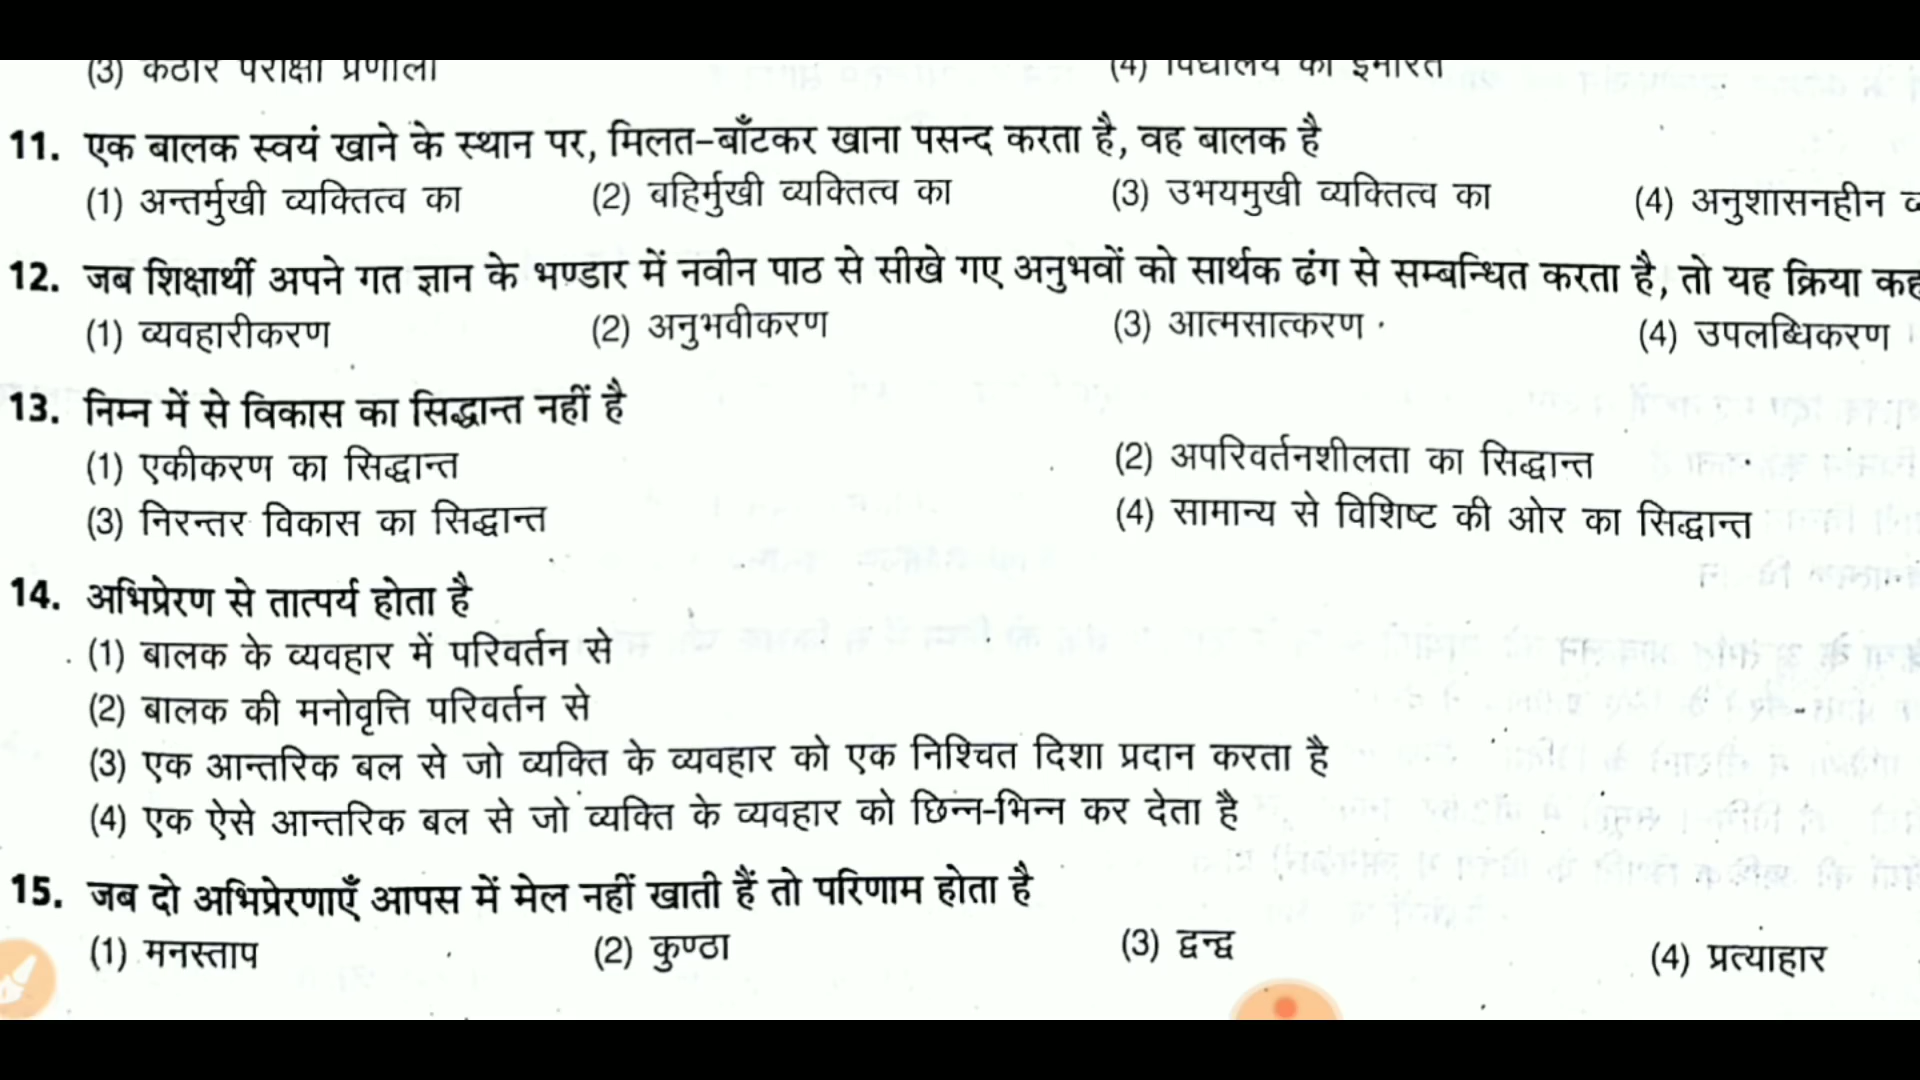 (3) कठोर परीक्षा प्रणाली (4) विद्यालय की इमारत
11. एक बालक स्वयं खाने के स्थान पर, मिलत-बाँटकर खाना पसन्द करता है, वह बालक है
(1) अन्तर्मुखी व्यक्तित्व का (2) बहिर्मुखी व्यक्तित्व का (3) उभयमुखी व्यक्तित्व का (4) अनुशासनहीन
12. जब शिक्षार्थी अपने गत ज्ञान के भण्डार में नवीन पाठ से सीखे गए अनुभवों को सार्थक ढंग से सम्बन्धित करता है, तो यह क्रिया
(1) व्यवहारीकरण (2) अनुभवीकरण (3) आत्मसात्करण (4) उपलब्धिकरण
13. निम्न में से विकास का सिद्धान्त नहीं है
(1) एकीकरण का सिद्धान्त (2) अपरिवर्तनशीलता का सिद्धान्त
(3) निरन्तर विकास का सिद्धान्त (4) सामान्य से विशिष्ट की ओर का सिद्धान्त
14. अभिप्रेरण से तात्पर्य होता है
(1) बालक के व्यवहार में परिवर्तन से
(2) बालक की मनोवृत्ति परिवर्तन से
(3) एक आन्तरिक बल से जो व्यक्ति के व्यवहार को एक निश्चित दिशा प्रदान करता है
(4) एक ऐसे आन्तरिक बल से जो व्यक्ति के व्यवहार को छिन्न-भिन्न कर देता है
15. जब दो अभिप्रेरणाएँ आपस में मेल नहीं खाती हैं तो परिणाम होता है
(1) मनस्ताप (2) कुण्ठा (3) द्वन्द्व (4) प्रत्याहार